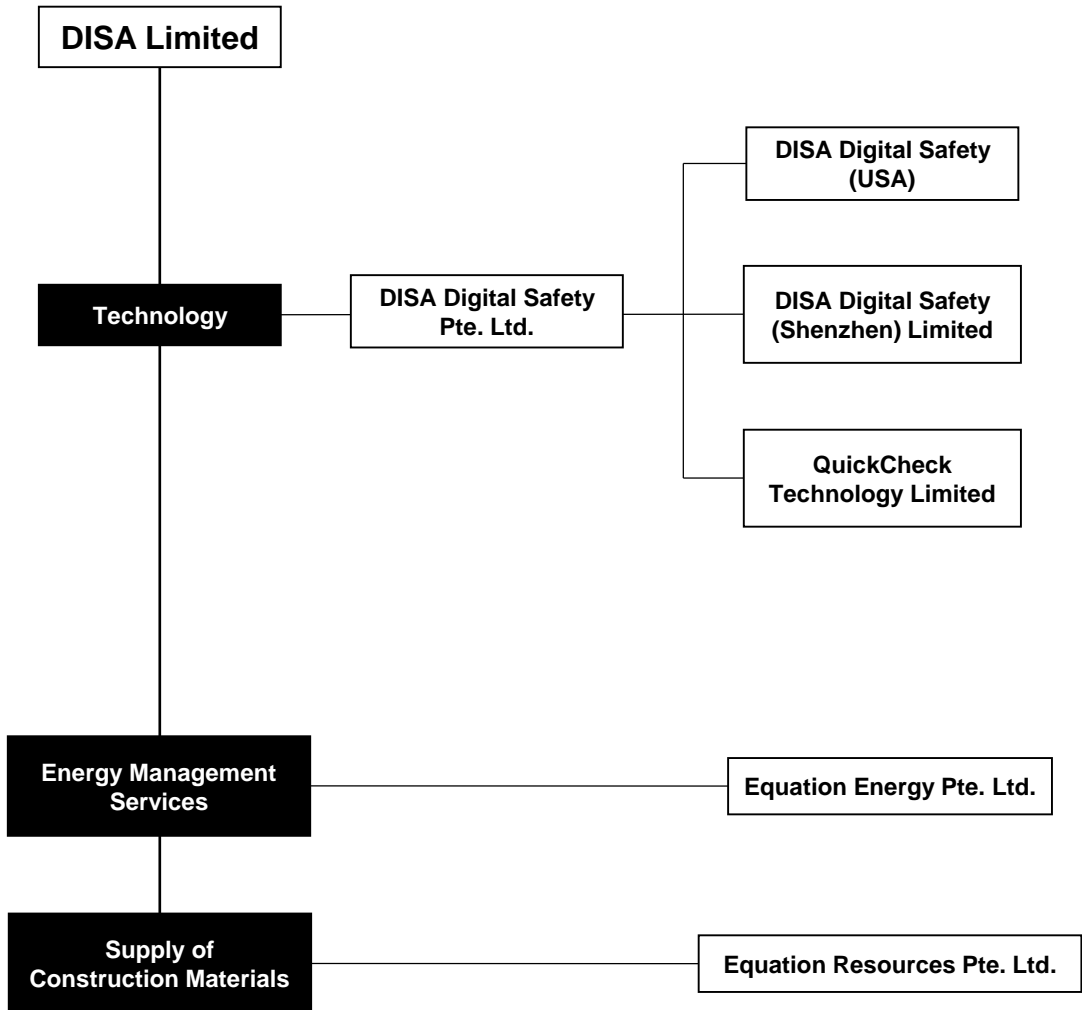 DISA Limited
DISA Digital Safety
(USA)
Technology
DISA Digital Safety
Pte. Ltd.
DISA Digital Safety
(Shenzhen) Limited
QuickCheck
Technology Limited
Energy Management
Services
Equation Energy Pte. Ltd.
Supply of
Construction Materials
Equation Resources Pte. Ltd.